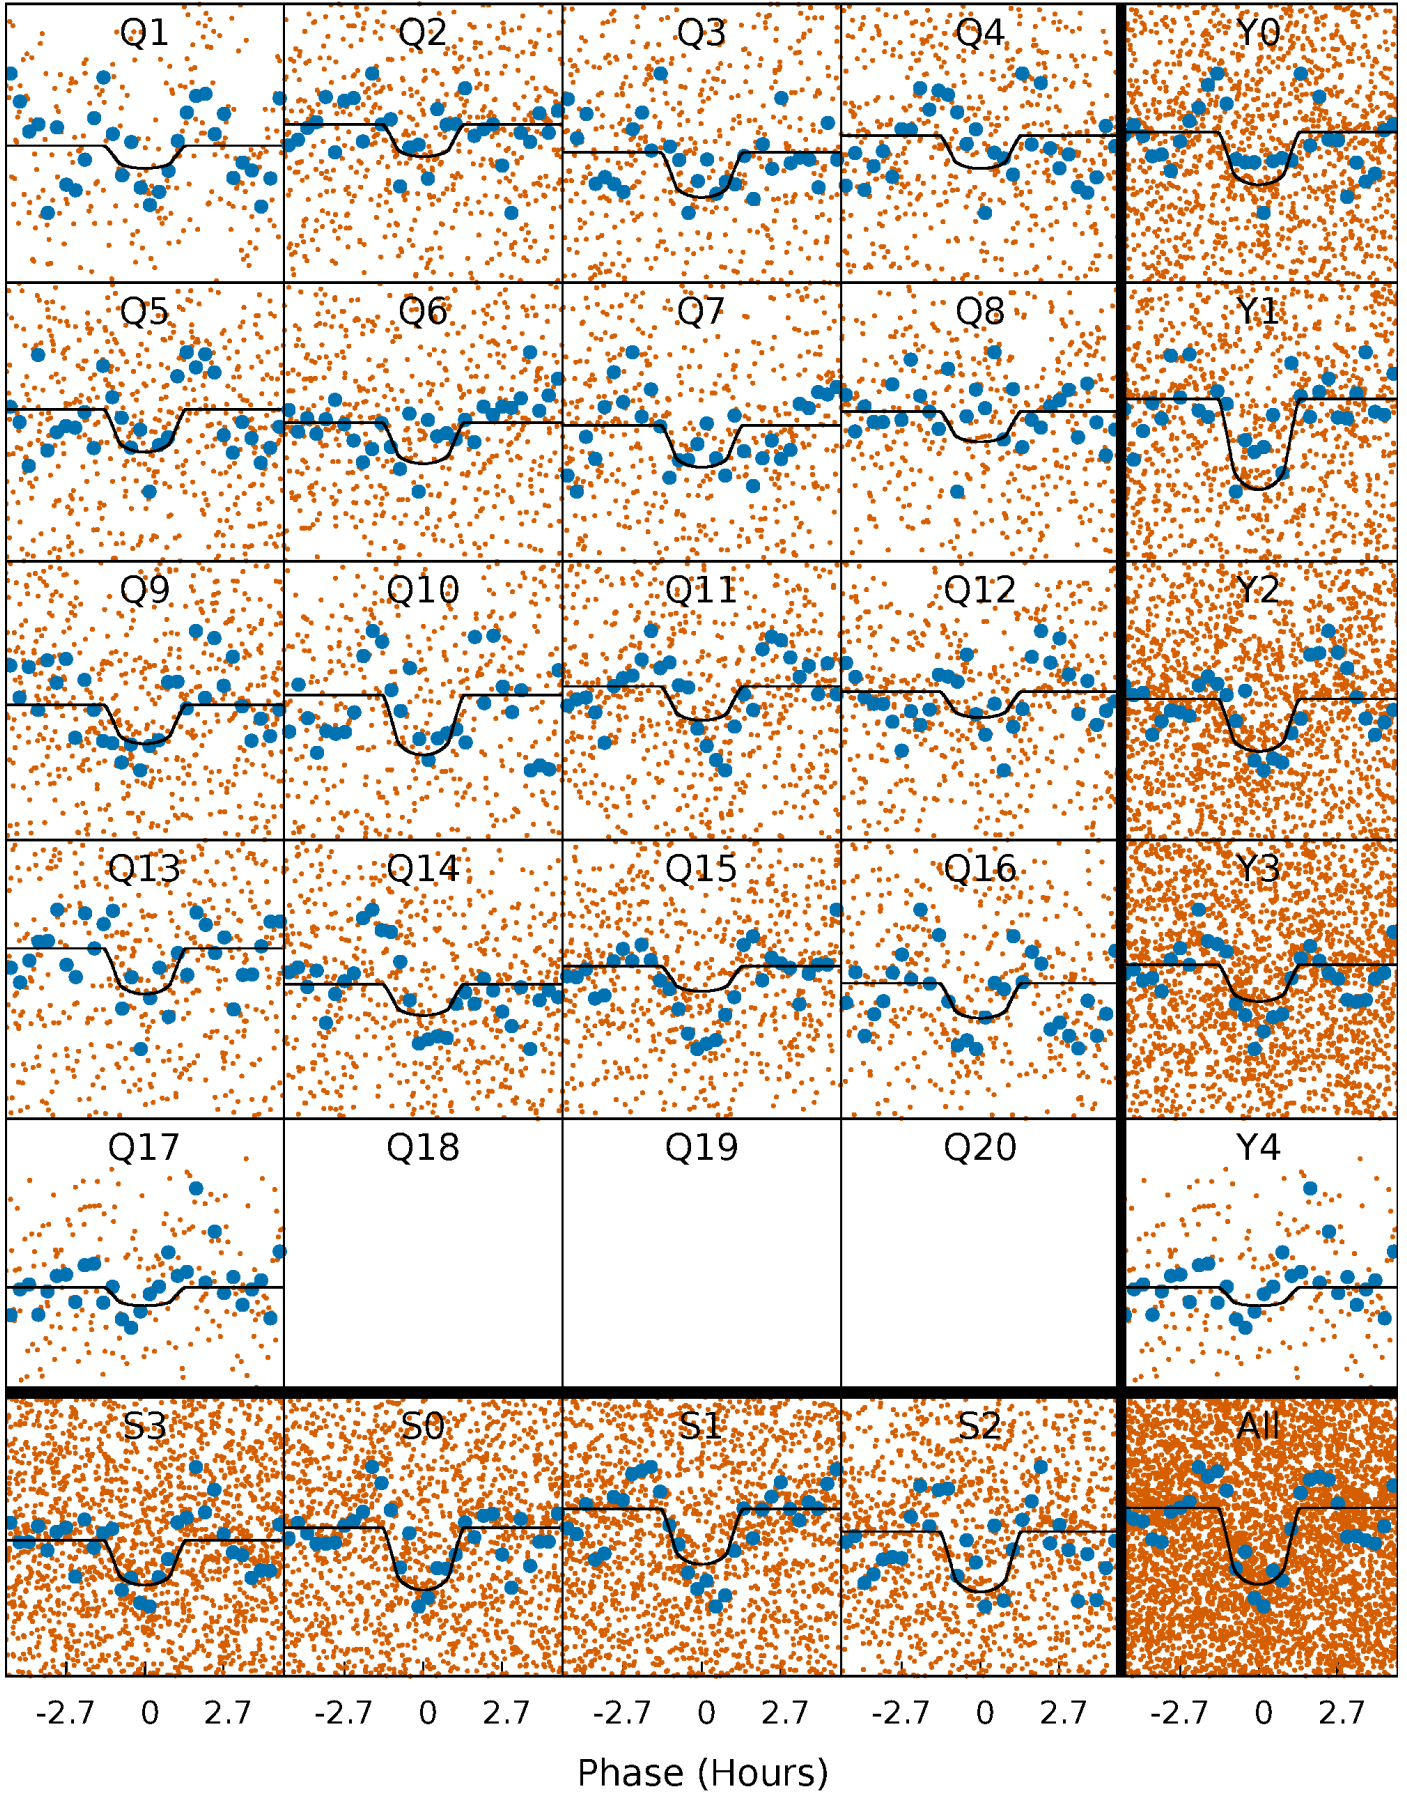 Q1 Q2 Q3 Q4 Y0
Q5 Q6 Q7 Q8 Y1
Q9 Q10 Q11 Q12 Y2
Q13 Q14 Q15 Q16 Y3
Q17 Q18 Q19 Q20 Y4
S3 S0 S1 S2 All
-2.7 0 2.7 -2.7 0 2.7 -2.7 0 2.7 -2.7 0 2.7 -2.7 0 2.7
Phase (Hours)